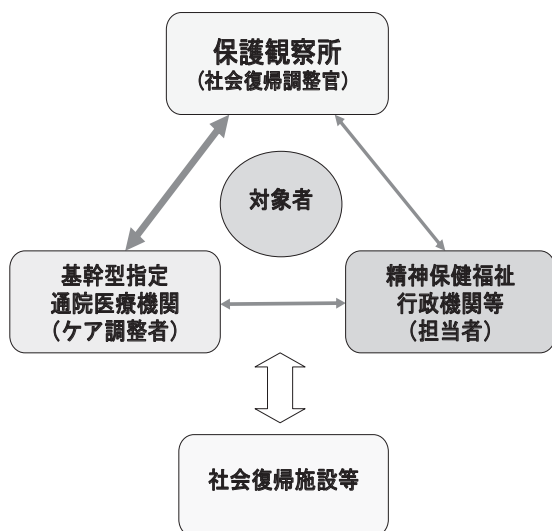 保護観察所
（社会復帰調整官）
対象者
基幹型指定
通院医療機関
（ケア調整者）
精神保健福祉
行政機関等
（担当者）
社会復帰施設等